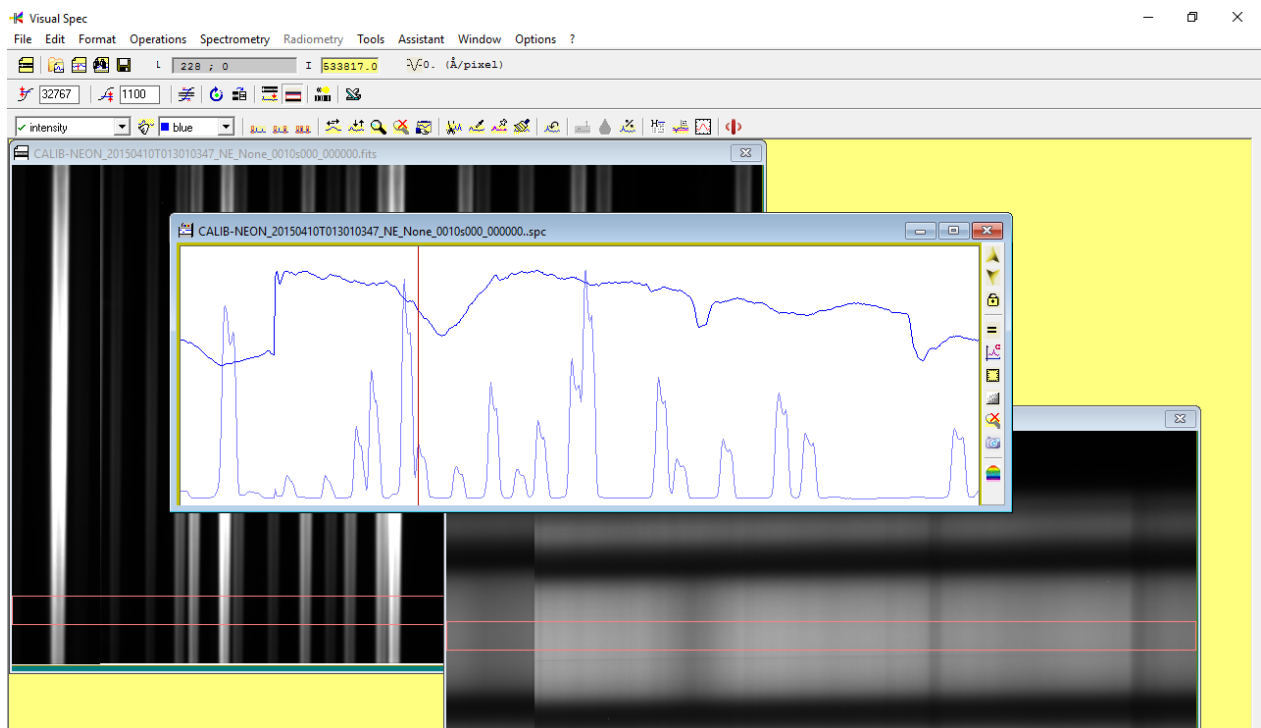 Visual Spec
File Edit Format Operations Spectrometry Radiometry Tools Assistant Window Options ?
L 228 ; 0 I 533817.0 0. (Å/pixel)
32767 1100
intensity blue
CALIB-NEON_20150410T013010347_NE_None_0010s000_000000.fits
CALIB-NEON_20150410T013010347_NE_None_0010s000_000000..spc